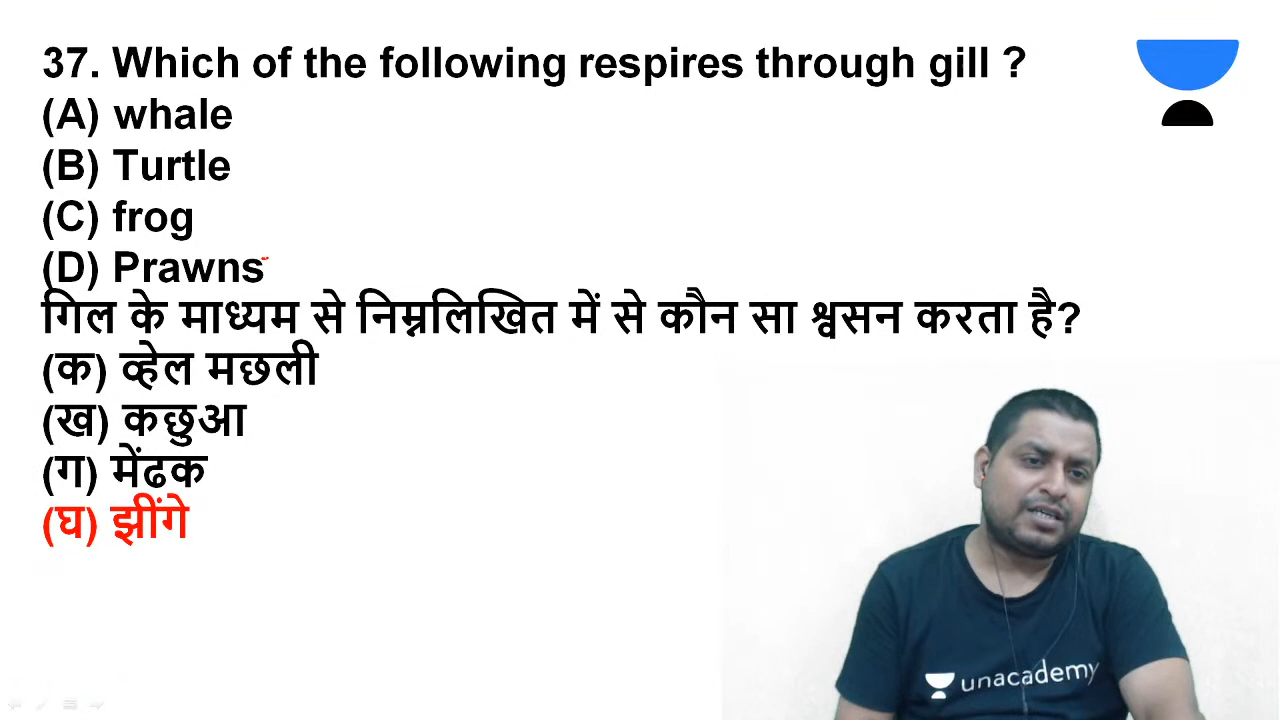 37. Which of the following respires through gill ?
(A) whale
(B) Turtle
(C) frog
(D) Prawns
गिल के माध्यम से निम्नलिखित में से कौन सा श्वसन करता है?
(क) व्हेल मछली
(ख) कछुआ
(ग) मेंढक
(घ) झींगे
unacademy